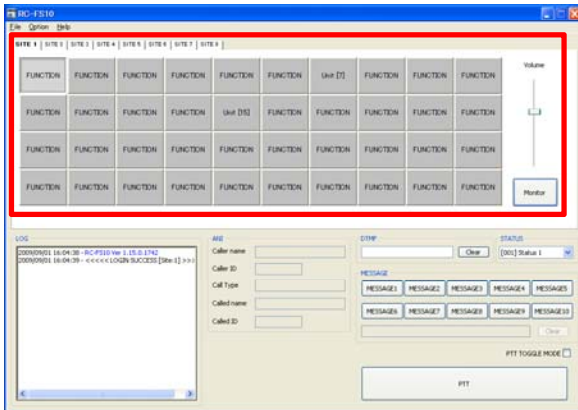 RC-FS10
File Option Help
SITE 1 SITE 2 SITE 3 SITE 4 SITE 5 SITE 6 SITE 7 SITE 8
FUNCTION FUNCTION FUNCTION FUNCTION FUNCTION FUNCTION Unit [7] FUNCTION FUNCTION FUNCTION
Volume
FUNCTION FUNCTION FUNCTION FUNCTION Unit [15] FUNCTION FUNCTION FUNCTION FUNCTION FUNCTION
FUNCTION FUNCTION FUNCTION FUNCTION FUNCTION FUNCTION FUNCTION FUNCTION FUNCTION FUNCTION
FUNCTION FUNCTION FUNCTION FUNCTION FUNCTION FUNCTION FUNCTION FUNCTION FUNCTION FUNCTION
Monitor
LOG
2009/09/01 16:04:38 - RC-FS10 Ver 1.15.0.1742
2009/09/01 16:04:39 - <<<<<LOGIN SUCCESS [Site:1] >>:
ANI
Caller name
Caller ID
Call Type
Called name
Called ID
DTMF
Clear
STATUS
[001] Status 1
MESSAGE
MESSAGE1 MESSAGE2 MESSAGE3 MESSAGE4 MESSAGE5
MESSAGE6 MESSAGE7 MESSAGE8 MESSAGE9 MESSAGE10
Clear
PTT TOGGLE MODE
PTT